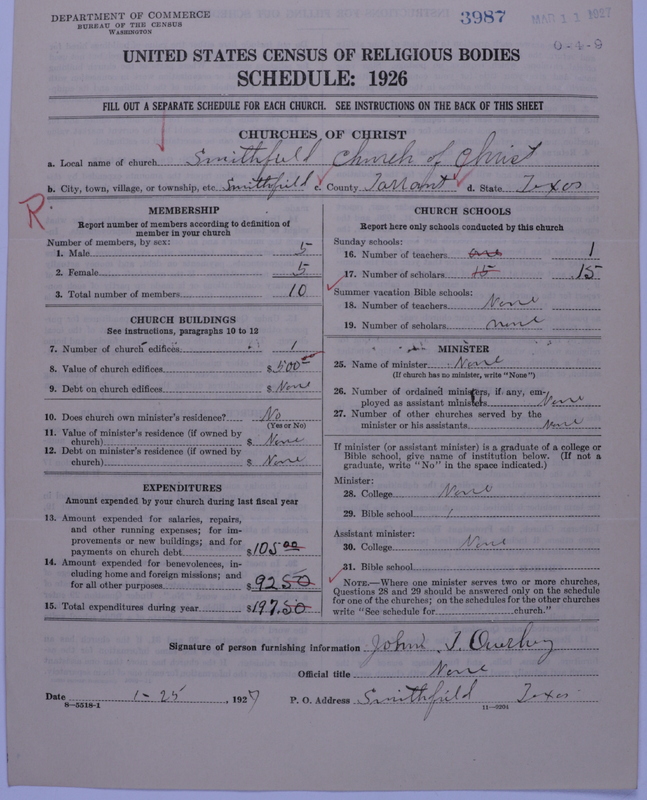 DEPARTMENT OF COMMERCE
BUREAU OF THE CENSUS
WASHINGTON
3987
MAR 11 1927
0-4-9
UNITED STATES CENSUS OF RELIGIOUS BODIES
SCHEDULE: 1926
FILL OUT A SEPARATE SCHEDULE FOR EACH CHURCH. SEE INSTRUCTIONS ON THE BACK OF THIS SHEET
CHURCHES OF CHRIST
a. Local name of church Smithfield Church of Christ
b. City, town, village, or township, etc. Smithfield c. County Tarrant d. State Texas
R.
MEMBERSHIP
Report number of members according to definition of
member in your church
Number of members, by sex:
1. Male 5
2. Female 5
3. Total number of members 10
CHURCH BUILDINGS
See instructions, paragraphs 10 to 12
7. Number of church edifices 1
8. Value of church edifices $500
9. Debt on church edifices $ None
10. Does church own minister's residence? No
(Yes or No)
11. Value of minister's residence (if owned by
church) $ None
12. Debt on minister's residence (if owned by
church) $ None
EXPENDITURES
Amount expended by your church during last fiscal year
13. Amount expended for salaries, repairs,
and other running expenses; for im-
provements or new buildings; and for
payments on church debt $105.00
14. Amount expended for benevolences, in-
cluding home and foreign missions; and
for all other purposes $92.50
15. Total expenditures during year $197.50
CHURCH SCHOOLS
Report here only schools conducted by this church
Sunday schools:
16. Number of teachers one 1
17. Number of scholars 15 15
Summer vacation Bible schools:
18. Number of teachers None
19. Number of scholars none
MINISTER
25. Name of minister None
(If church has no minister, write "None")
26. Number of ordained ministers, if any, em-
ployed as assistant ministers None
27. Number of other churches served by the
minister or his assistants None
If minister (or assistant minister) is a graduate of a college or
Bible school, give name of institution below. (If not a
graduate, write "No" in the space indicated.)
Minister:
28. College None
29. Bible school
Assistant minister:
30. College None
31. Bible school
NOTE.—Where one minister serves two or more churches,
Questions 28 and 29 should be answered only on the schedule
for one of the churches; on the schedules for the other churches
write "See schedule for church."
Signature of person furnishing information John T. Overbey
Official title None
Date 1-25, 1927 P. O. Address Smithfield Texas
8—5518-1 11—9204